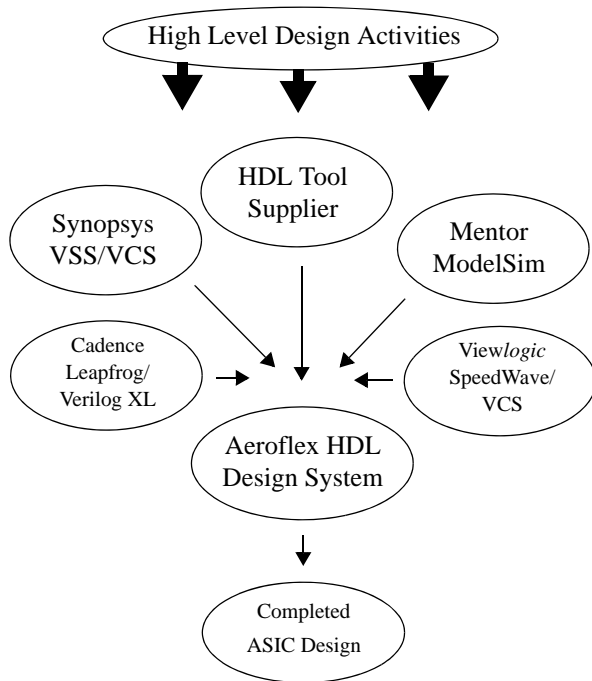 High Level Design Activities
HDL Tool
Supplier
Synopsys
VSS/VCS
Mentor
ModelSim
Cadence
Leapfrog/
Verilog XL
Viewlogic
SpeedWave/
VCS
Aeroflex HDL
Design System
Completed
ASIC Design